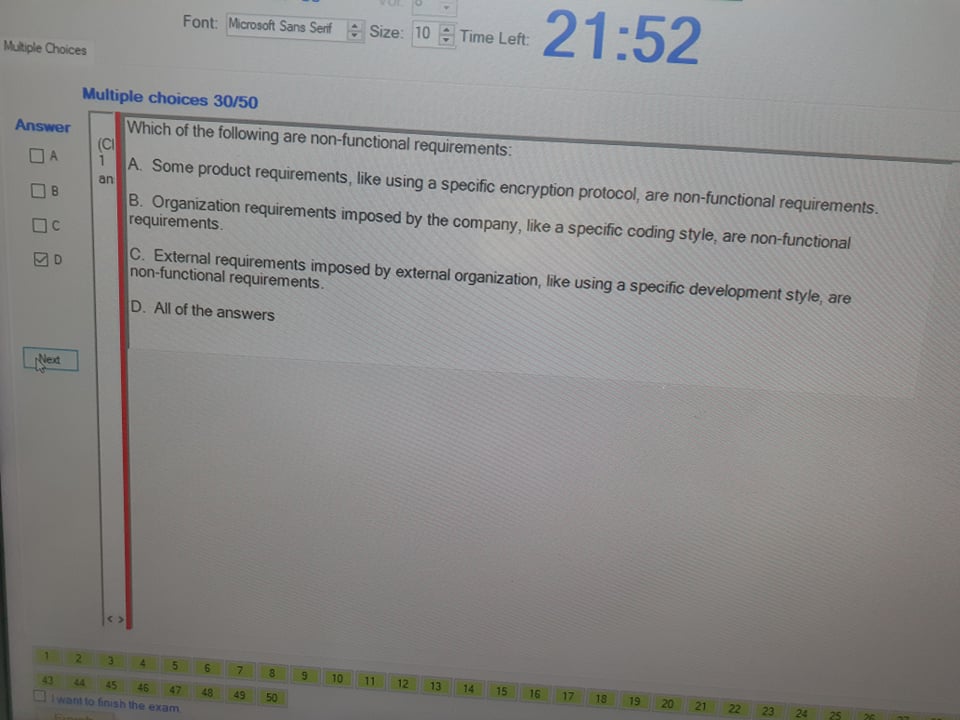 Font: Microsoft Sans Serif Size: 10 Time Left: 21:52
Multiple Choices
Multiple choices 30/50
Answer
A
B
C
D
Next
(Cl
1
an
Which of the following are non-functional requirements:
A. Some product requirements, like using a specific encryption protocol, are non-functional requirements.
B. Organization requirements imposed by the company, like a specific coding style, are non-functional
requirements.
C. External requirements imposed by external organization, like using a specific development style, are
non-functional requirements.
D. All of the answers
< >
1 2 3 4 5 6 7 8 9 10 11 12 13 14 15 16 17 18 19 20 21 22 23 24 25 26
43 44 45 46 47 48 49 50
I want to finish the exam.